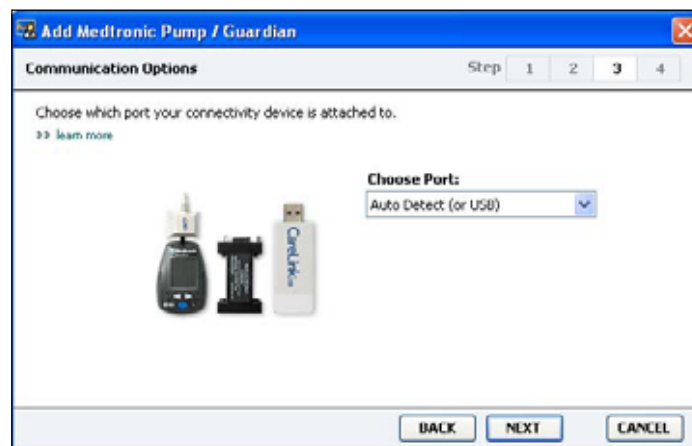 Add Medtronic Pump / Guardian
Communication Options
Step 1 2 3 4
Choose which port your connectivity device is attached to.
>> learn more
Choose Port:
Auto Detect (or USB)
CareLink
BACK NEXT CANCEL